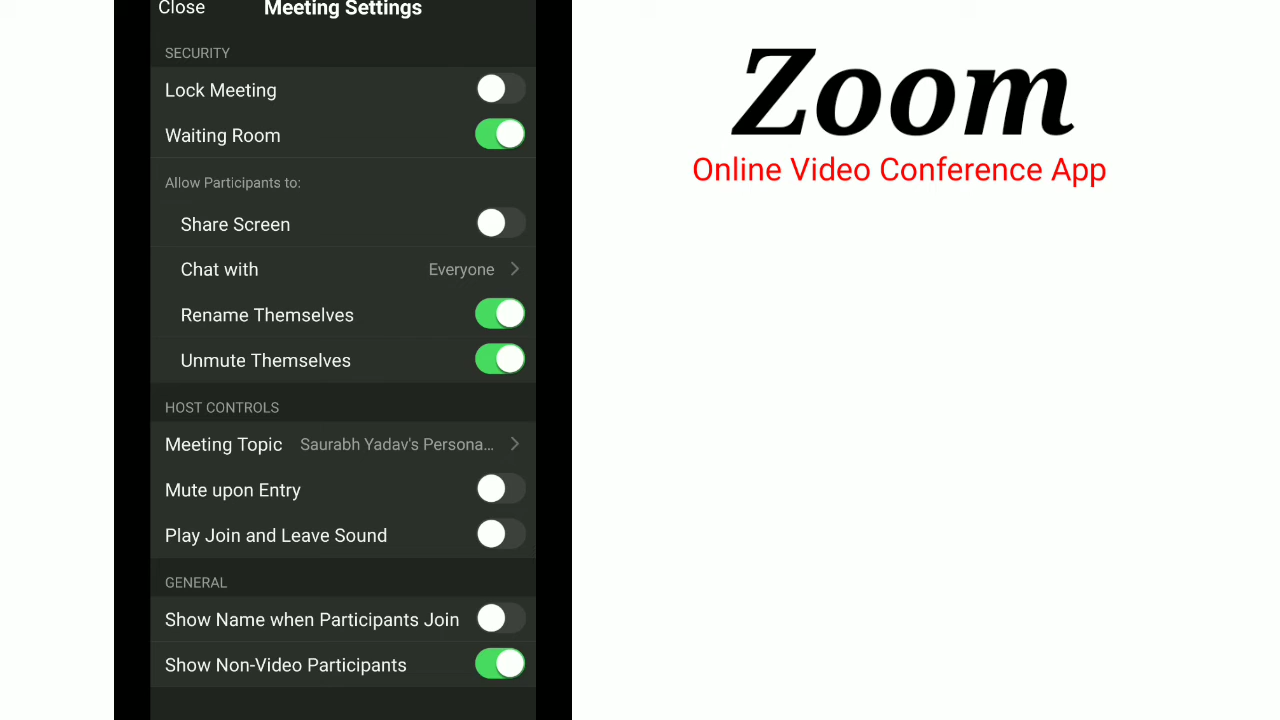 Close Meeting Settings
SECURITY
Lock Meeting
Waiting Room
Allow Participants to:
Share Screen
Chat with Everyone
Rename Themselves
Unmute Themselves
HOST CONTROLS
Meeting Topic Saurabh Yadav's Persona...
Mute upon Entry
Play Join and Leave Sound
GENERAL
Show Name when Participants Join
Show Non-Video Participants
Zoom
Online Video Conference App